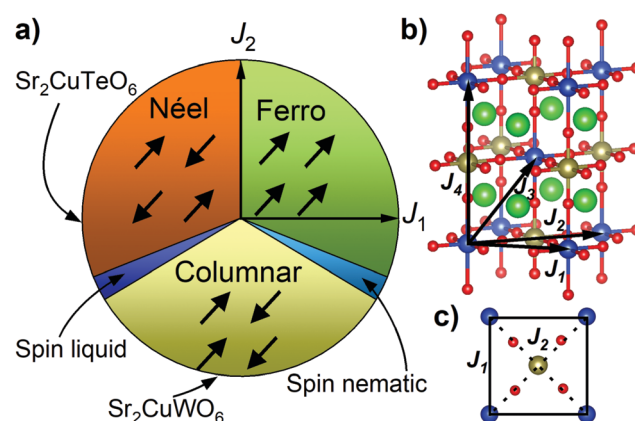 a)
J₂
Sr₂CuTeO₆
Néel
Ferro
J₁
Columnar
Spin liquid
Spin nematic
Sr₂CuWO₆
b)
J₄
J₃
J₂
J₁
c)
J₂
J₁